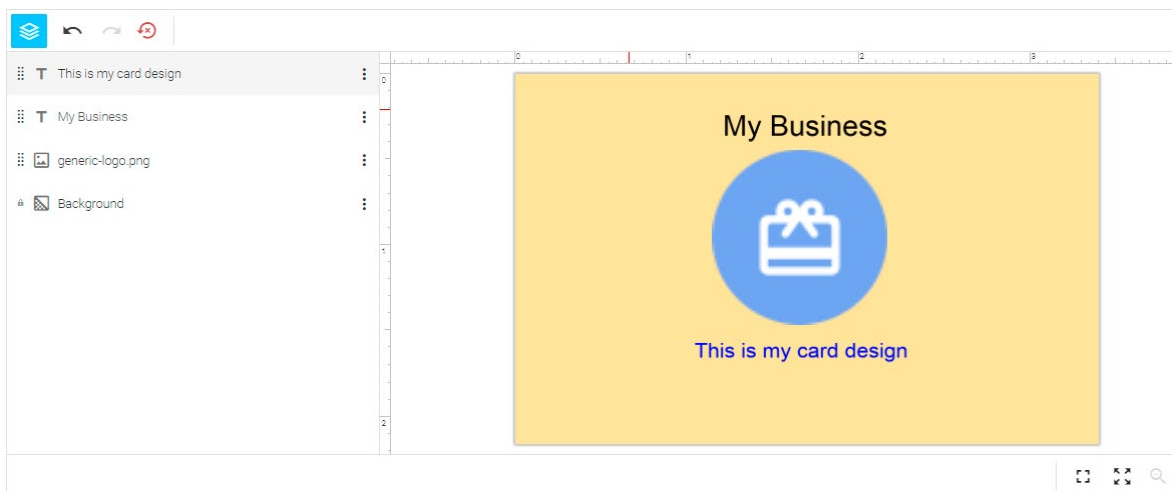 This is my card design
My Business
generic-logo.png
Background
0
1
2
3
0
1
2
My Business
This is my card design